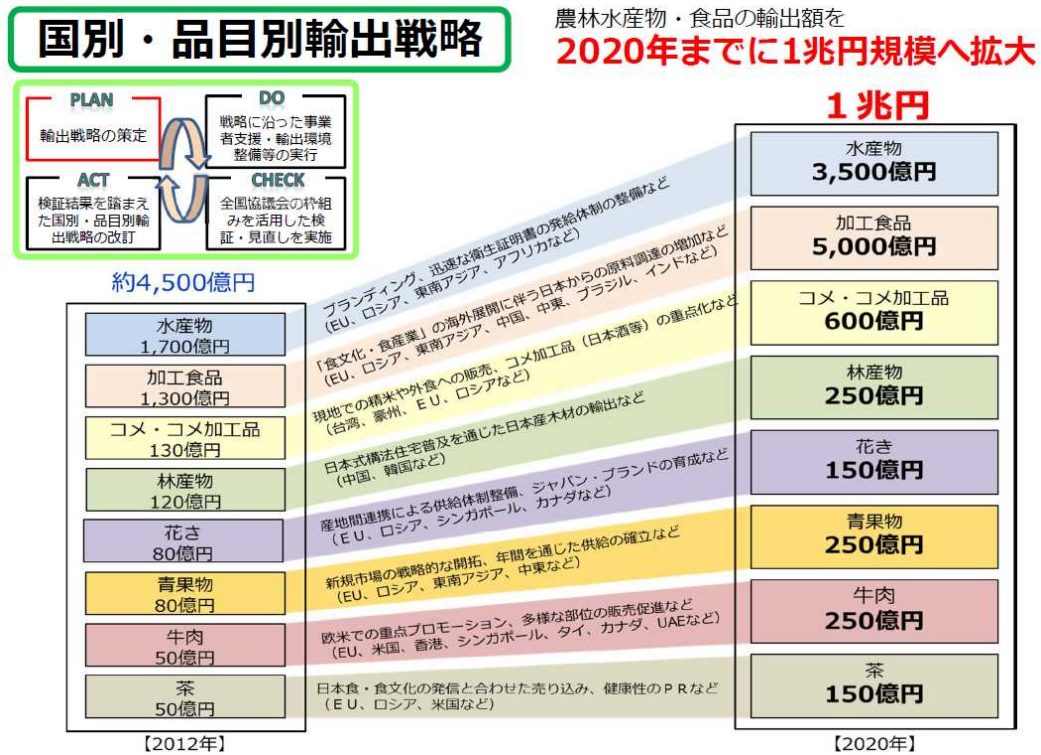 国別・品目別輸出戦略
農林水産物・食品の輸出額を
2020年までに1兆円規模へ拡大
PLAN
輸出戦略の策定
DO
戦略に沿った事業
者支援・輸出環境
整備等の実行
ACT
検証結果を踏まえ
た国別・品目別輸
出戦略の改訂
CHECK
全国協議会の枠組
みを活用した検
証・見直しを実施
約4,500億円
水産物
1,700億円
加工食品
1,300億円
コメ・コメ加工品
130億円
林産物
120億円
花き
80億円
青果物
80億円
牛肉
50億円
茶
50億円
【2012年】
ブランディング、迅速な衛生証明書の発給体制の整備など
(EU、ロシア、東南アジア、アフリカなど)
「食文化・食産業」の海外展開に伴う日本からの原料調達の増加など
(EU、ロシア、東南アジア、中国、中東、ブラジル、インドなど)
現地での精米や外食への販売、コメ加工品(日本酒等)の重点化など
(台湾、豪州、EU、ロシアなど)
日本式構法住宅普及を通じた日本産木材の輸出など
(中国、韓国など)
産地間連携による供給体制整備、ジャパン・ブランドの育成など
(EU、ロシア、シンガポール、カナダなど)
新規市場の戦略的な開拓、年間を通じた供給の確立など
(EU、ロシア、東南アジア、中東など)
欧米での重点プロモーション、多様な部位の販売促進など
(EU、米国、香港、シンガポール、タイ、カナダ、UAEなど)
日本食・食文化の発信と合わせた売り込み、健康性のPRなど
(EU、ロシア、米国など)
1兆円
水産物
3,500億円
加工食品
5,000億円
コメ・コメ加工品
600億円
林産物
250億円
花き
150億円
青果物
250億円
牛肉
250億円
茶
150億円
【2020年】